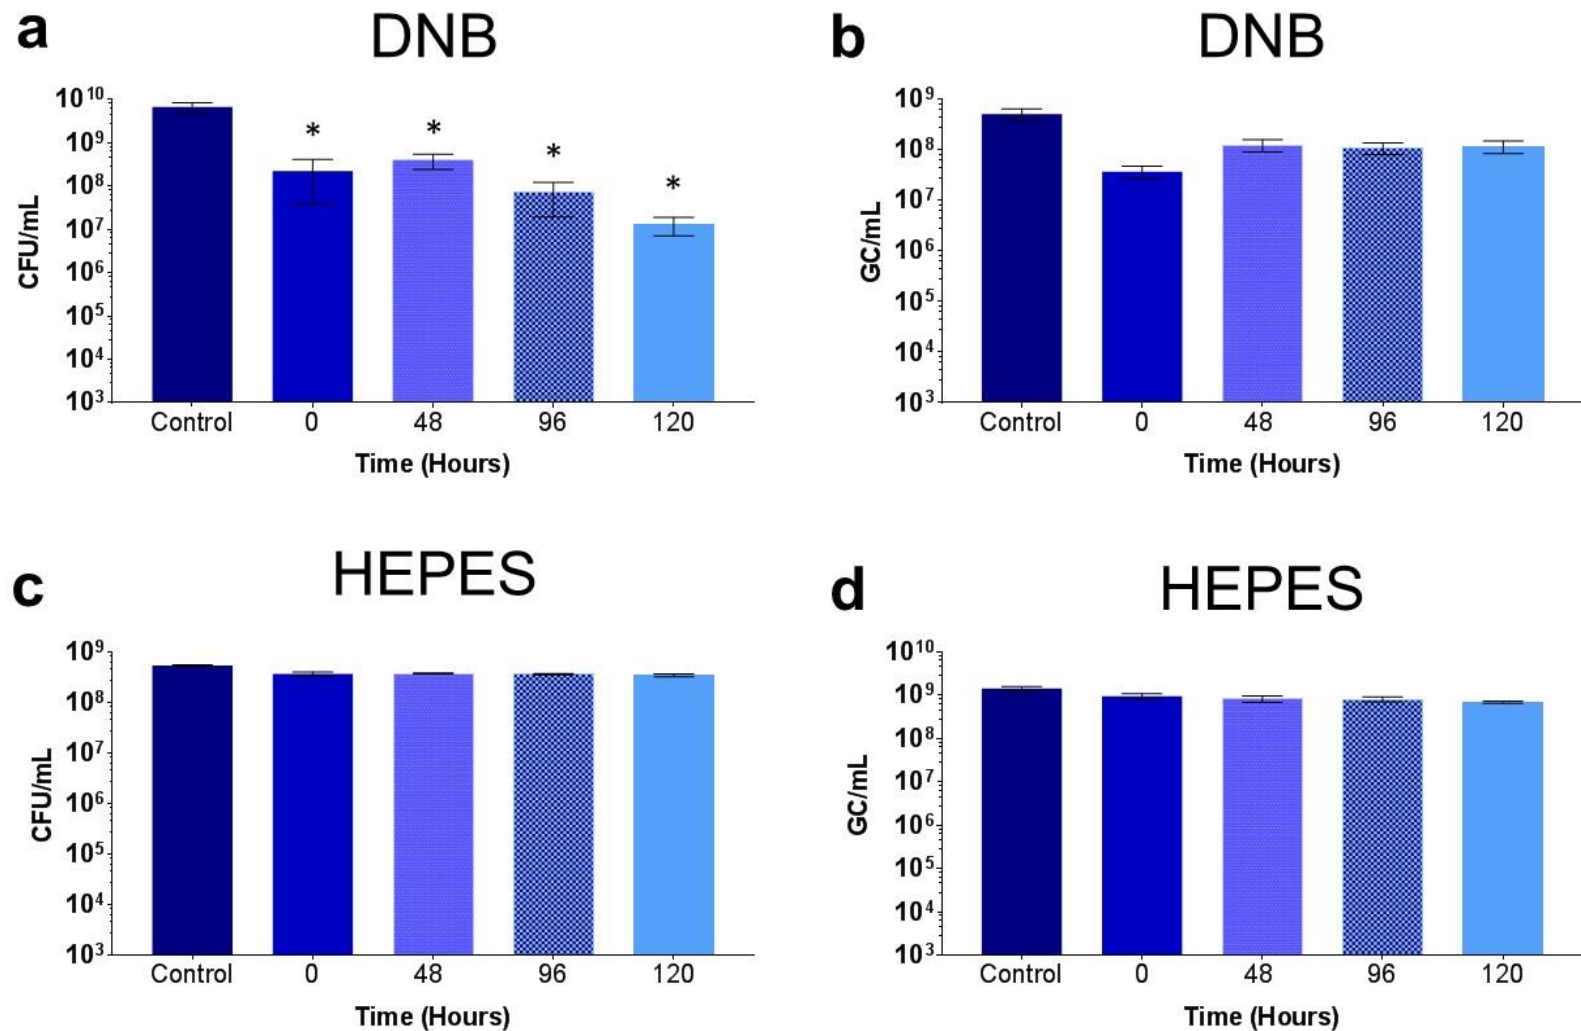 a DNB
CFU/mL
10¹⁰
10⁹
10⁸
10⁷
10⁶
10⁵
10⁴
10³
* * * *
Control 0 48 96 120
Time (Hours)
b DNB
GC/mL
10⁹
10⁸
10⁷
10⁶
10⁵
10⁴
10³
Control 0 48 96 120
Time (Hours)
c HEPES
CFU/mL
10⁹
10⁸
10⁷
10⁶
10⁵
10⁴
10³
Control 0 48 96 120
Time (Hours)
d HEPES
GC/mL
10¹⁰
10⁹
10⁸
10⁷
10⁶
10⁵
10⁴
10³
Control 0 48 96 120
Time (Hours)